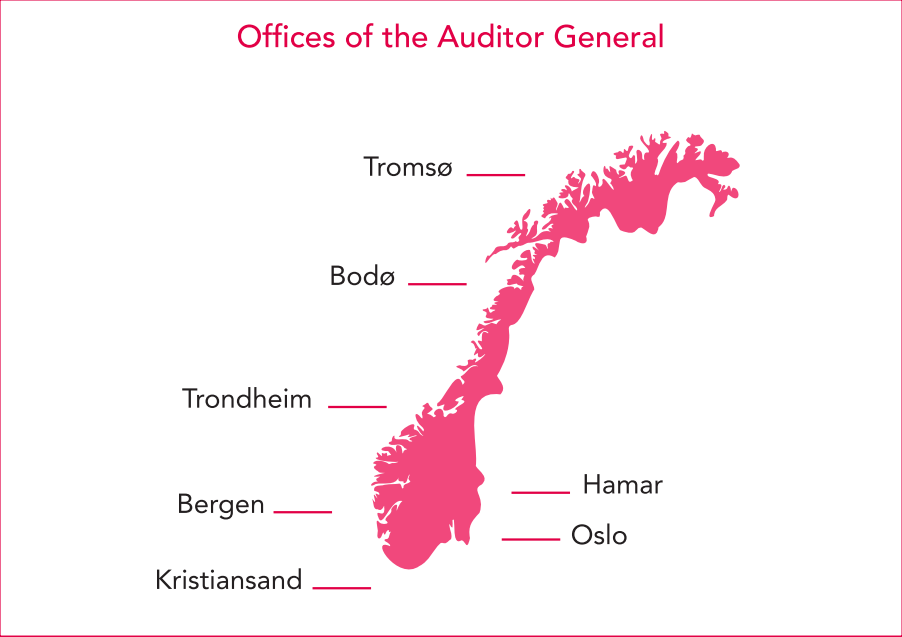 Offices of the Auditor General
Tromsø
Bodø
Trondheim
Hamar
Bergen
Oslo
Kristiansand